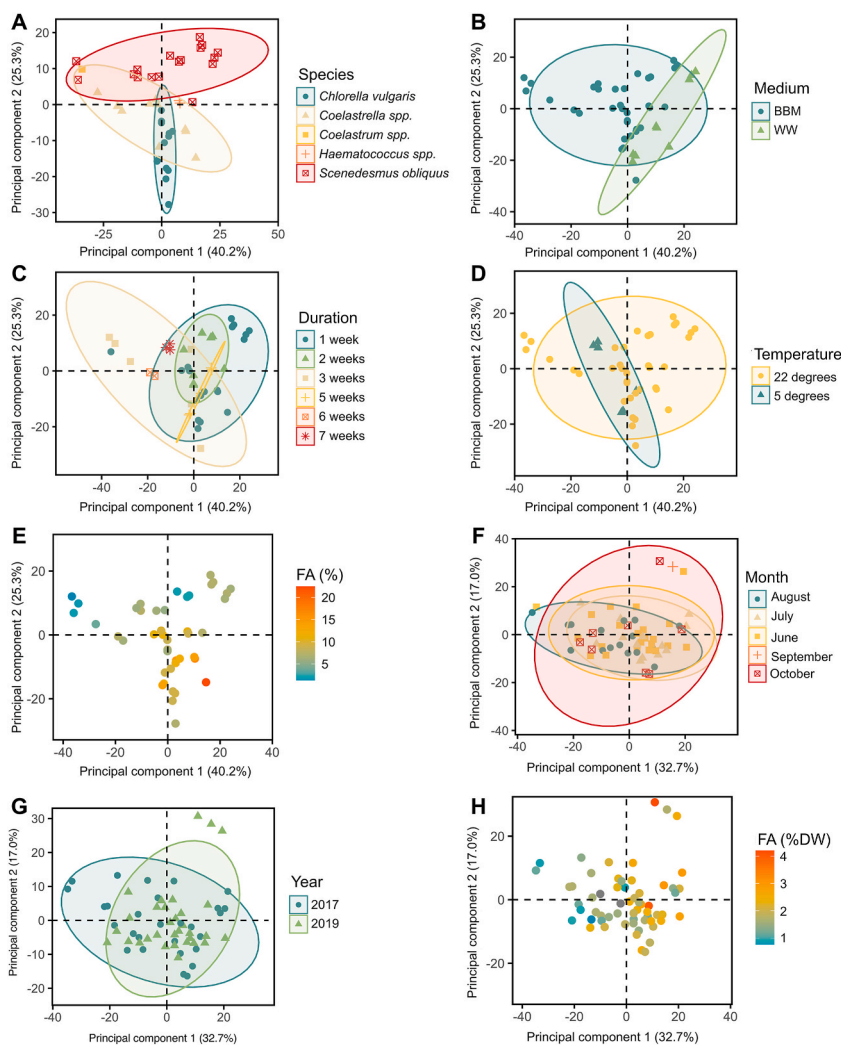 A
Principal component 2 (25.3%)
20
10
0
-10
-20
-30
-25
0
25
50
Principal component 1 (40.2%)
Species
Chlorella vulgaris
Coelastrella spp.
Coelastrum spp.
Haematococcus spp.
Scenedesmus obliquus
B
Principal component 2 (25.3%)
20
0
-20
-40
-40
-20
0
20
40
Principal component 1 (40.2%)
Medium
BBM
WW
C
Principal component 2 (25.3%)
20
0
-20
-60
-40
-20
0
20
Principal component 1 (40.2%)
Duration
1 week
2 weeks
3 weeks
5 weeks
6 weeks
7 weeks
D
Principal component 2 (25.3%)
20
0
-20
-40
-20
0
20
40
Principal component 1 (40.2%)
Temperature
22 degrees
5 degrees
E
Principal component 2 (25.3%)
20
0
-20
-40
-20
0
20
40
Principal component 1 (40.2%)
FA (%)
20
15
10
5
F
Principal component 2 (17.0%)
40
20
0
-20
-40
-40
-20
0
20
40
Principal component 1 (32.7%)
Month
August
July
June
September
October
G
Principal component 2 (17.0%)
30
20
10
0
-10
-20
-40
-20
0
20
40
Principal component 1 (32.7%)
Year
2017
2019
H
Principal component 2 (17.0%)
20
0
-20
-40
-20
0
20
40
Principal component 1 (32.7%)
FA (%DW)
4
3
2
1